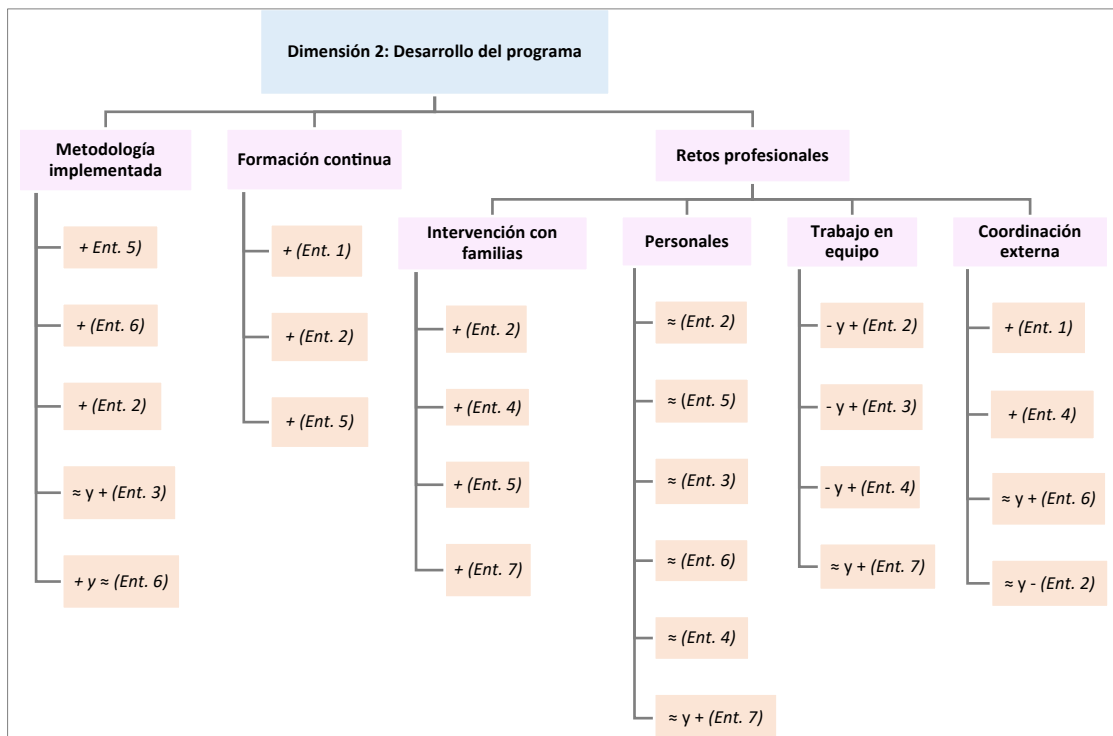 Dimensión 2: Desarrollo del programa
Metodología
implementada
+ Ent. 5)
+ (Ent. 6)
+ (Ent. 2)
≈ y + (Ent. 3)
+ y ≈ (Ent. 6)
Formación continua
+ (Ent. 1)
+ (Ent. 2)
+ (Ent. 5)
Retos profesionales
Intervención con
familias
+ (Ent. 2)
+ (Ent. 4)
+ (Ent. 5)
+ (Ent. 7)
Personales
≈ (Ent. 2)
≈ (Ent. 5)
≈ (Ent. 3)
≈ (Ent. 6)
≈ (Ent. 4)
≈ y + (Ent. 7)
Trabajo en
equipo
- y + (Ent. 2)
- y + (Ent. 3)
- y + (Ent. 4)
≈ y + (Ent. 7)
Coordinación
externa
+ (Ent. 1)
+ (Ent. 4)
≈ y + (Ent. 6)
≈ y - (Ent. 2)